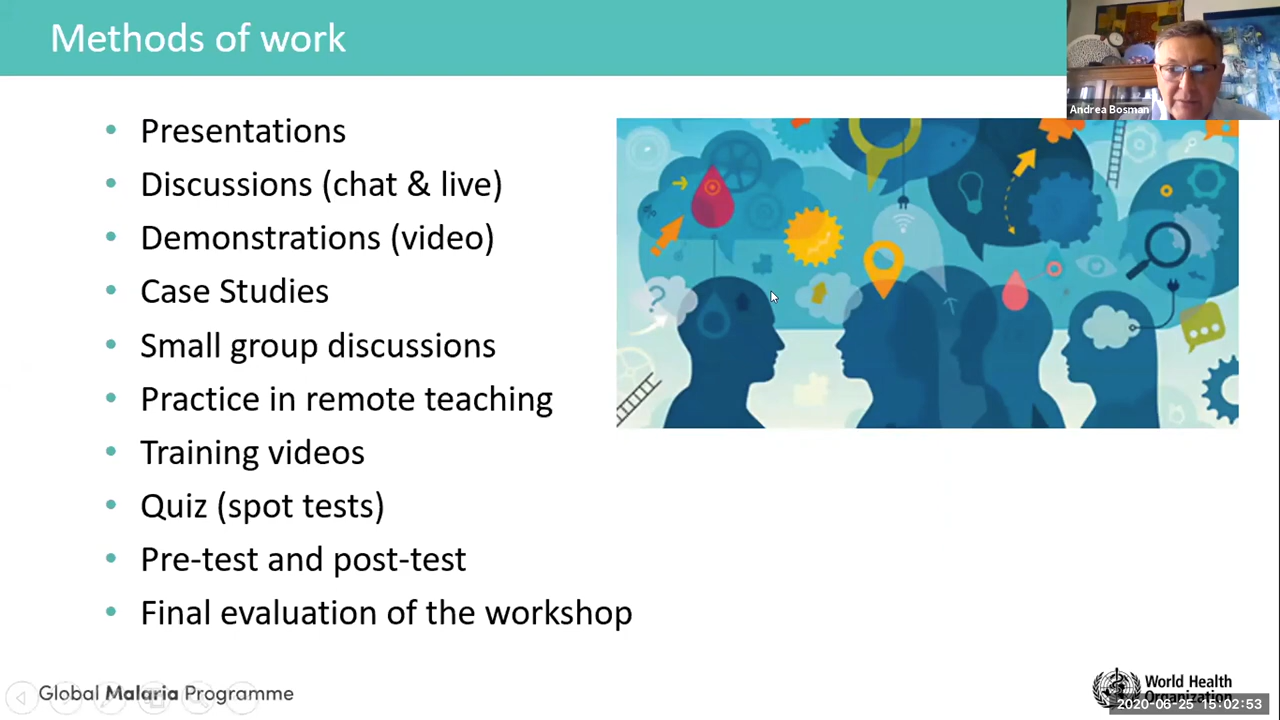 Methods of work
Andrea Bosman
• Presentations
• Discussions (chat & live)
• Demonstrations (video)
• Case Studies
• Small group discussions
• Practice in remote teaching
• Training videos
• Quiz (spot tests)
• Pre-test and post-test
• Final evaluation of the workshop
?
Global Malaria Programme
World Health
Organization
2020-06-25 15:02:53